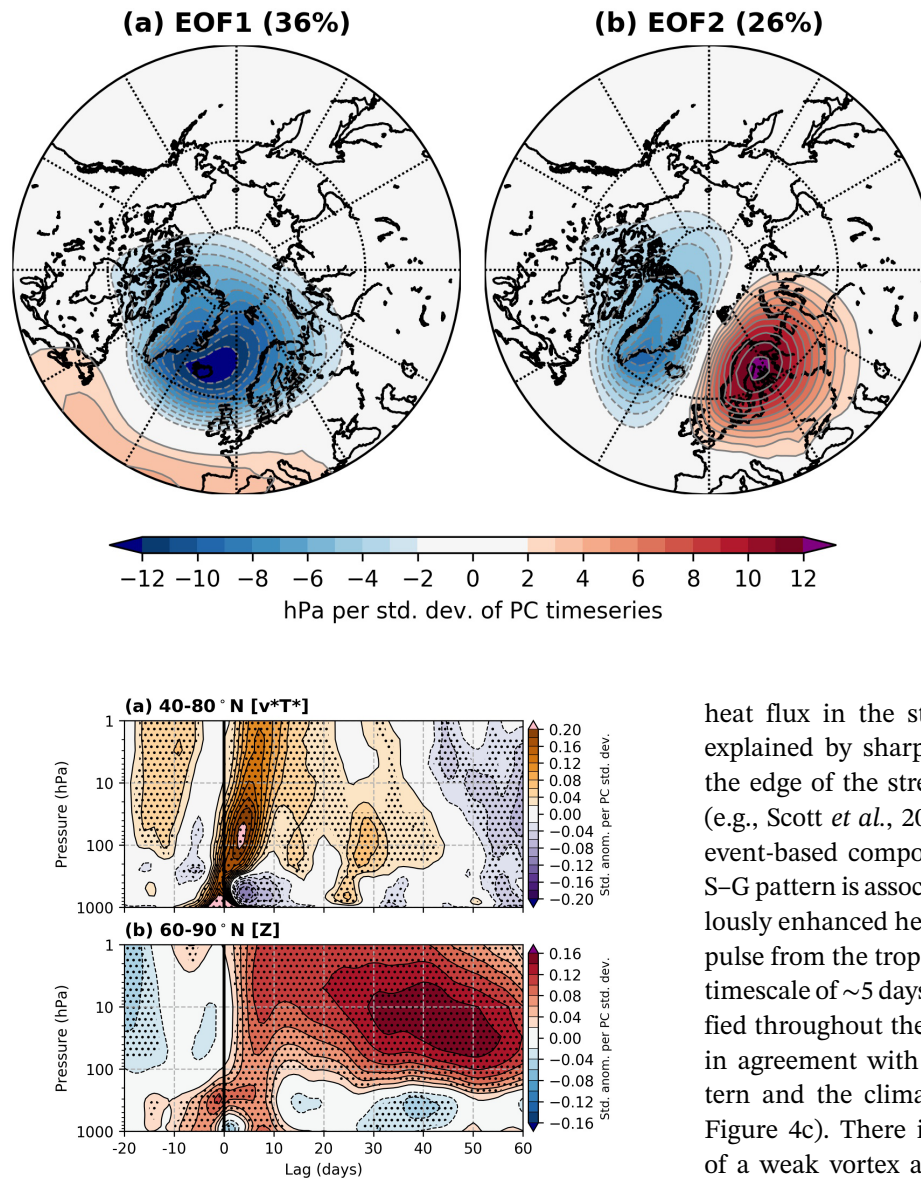 (a) EOF1 (36%)
(b) EOF2 (26%)
−12 −10 −8 −6 −4 −2 0 2 4 6 8 10 12
hPa per std. dev. of PC timeseries
(a) 40-80°N [v*T*]
1
10
100
1000
Pressure (hPa)
0.20
0.16
0.12
0.08
0.04
0.00
−0.04
−0.08
−0.12
−0.16
−0.20
Std. anom. per PC std. dev.
(b) 60-90°N [Z]
1
10
100
1000
Pressure (hPa)
-20 -10 0 10 20 30 40 50 60
Lag (days)
0.16
0.12
0.08
0.04
0.00
−0.04
−0.08
−0.12
−0.16
Std. anom. per PC std. dev.
heat flux in the st
explained by sharp
the edge of the stre
(e.g., Scott et al., 20
event-based compo
S–G pattern is assoc
lously enhanced he
pulse from the trop
timescale of ~5 days
fied throughout the
in agreement with
tern and the clima
Figure 4c). There i
of a weak vortex a